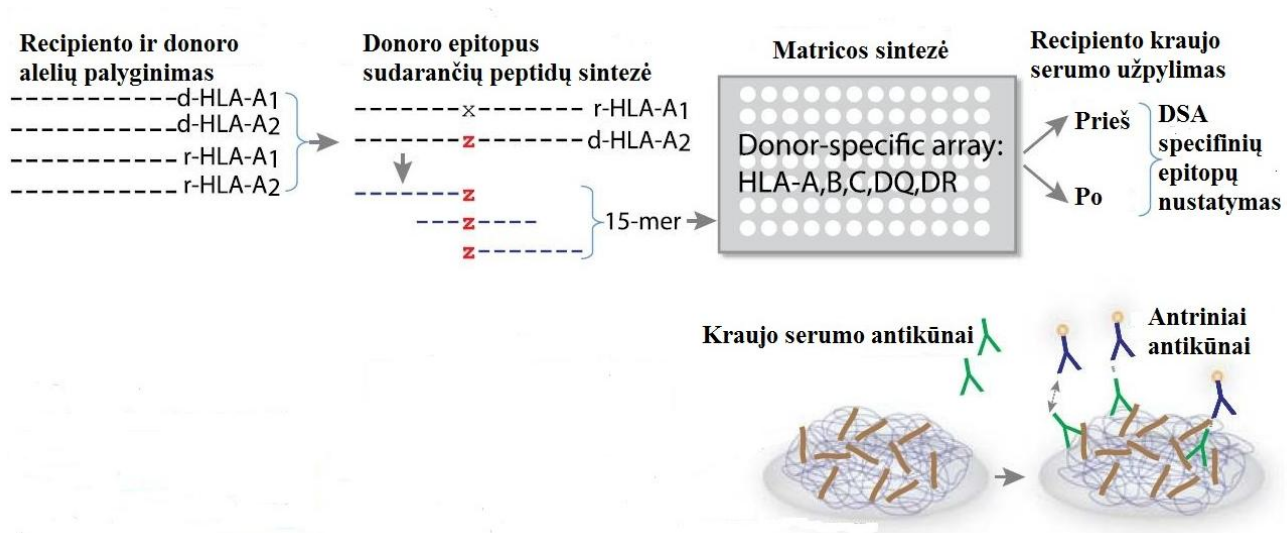 Recipiento ir donoro
alelių palyginimas
d-HLA-A1
d-HLA-A2
r-HLA-A1
r-HLA-A2
Donoro epitopus
sudarančių peptidų sintezė
x
r-HLA-A1
z
d-HLA-A2
z
z
z
15-mer
Matricos sintezė
Donor-specific array:
HLA-A,B,C,DQ,DR
Recipiento kraujo
serumo užpylimas
Prieš
Po
DSA
specifinių
epitopų
nustatymas
Kraujo serumo antikūnai
Antriniai
antikūnai